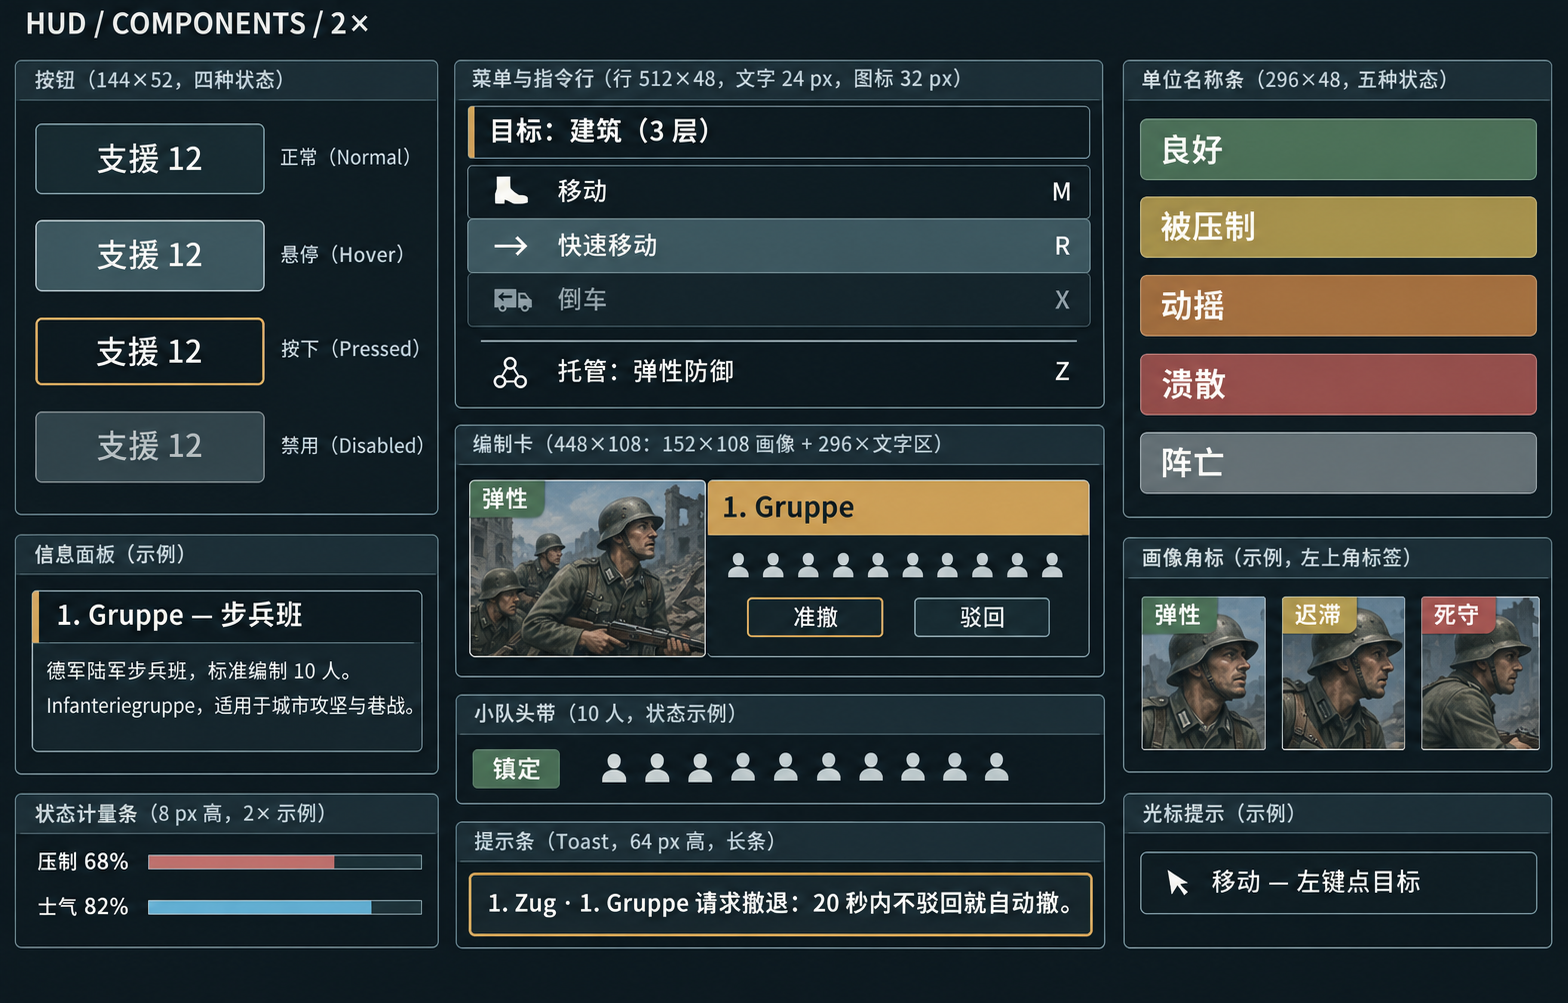 HUD / COMPONENTS / 2×
按钮（144×52，四种状态）
支援 12
正常（Normal）
支援 12
悬停（Hover）
支援 12
按下（Pressed）
支援 12
禁用（Disabled）
信息面板（示例）
1. Gruppe — 步兵班
德军陆军步兵班，标准编制 10 人。
Infanteriegruppe，适用于城市攻坚与巷战。
状态计量条（8 px 高，2× 示例）
压制 68%
士气 82%
菜单与指令行（行 512×48，文字 24 px，图标 32 px）
目标：建筑（3 层）
移动 M
快速移动 R
倒车 X
托管：弹性防御 Z
编制卡（448×108：152×108 画像 + 296×文字区）
弹性
1. Gruppe
准撤
驳回
小队头带（10 人，状态示例）
镇定
提示条（Toast，64 px 高，长条）
1. Zug · 1. Gruppe 请求撤退：20 秒内不驳回就自动撤。
单位名称条（296×48，五种状态）
良好
被压制
动摇
溃散
阵亡
画像角标（示例，左上角标签）
弹性
迟滞
死守
光标提示（示例）
移动 — 左键点目标